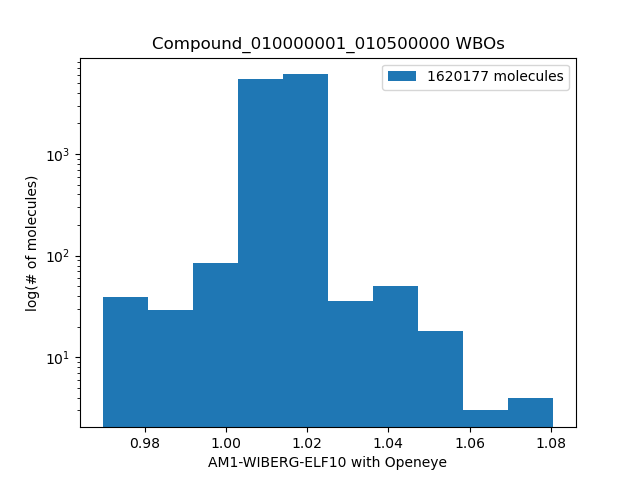 Compound_010000001_010500000 WBOs
1620177 molecules
log(# of molecules)
10³
10²
10¹
0.98 1.00 1.02 1.04 1.06 1.08
AM1-WIBERG-ELF10 with Openeye